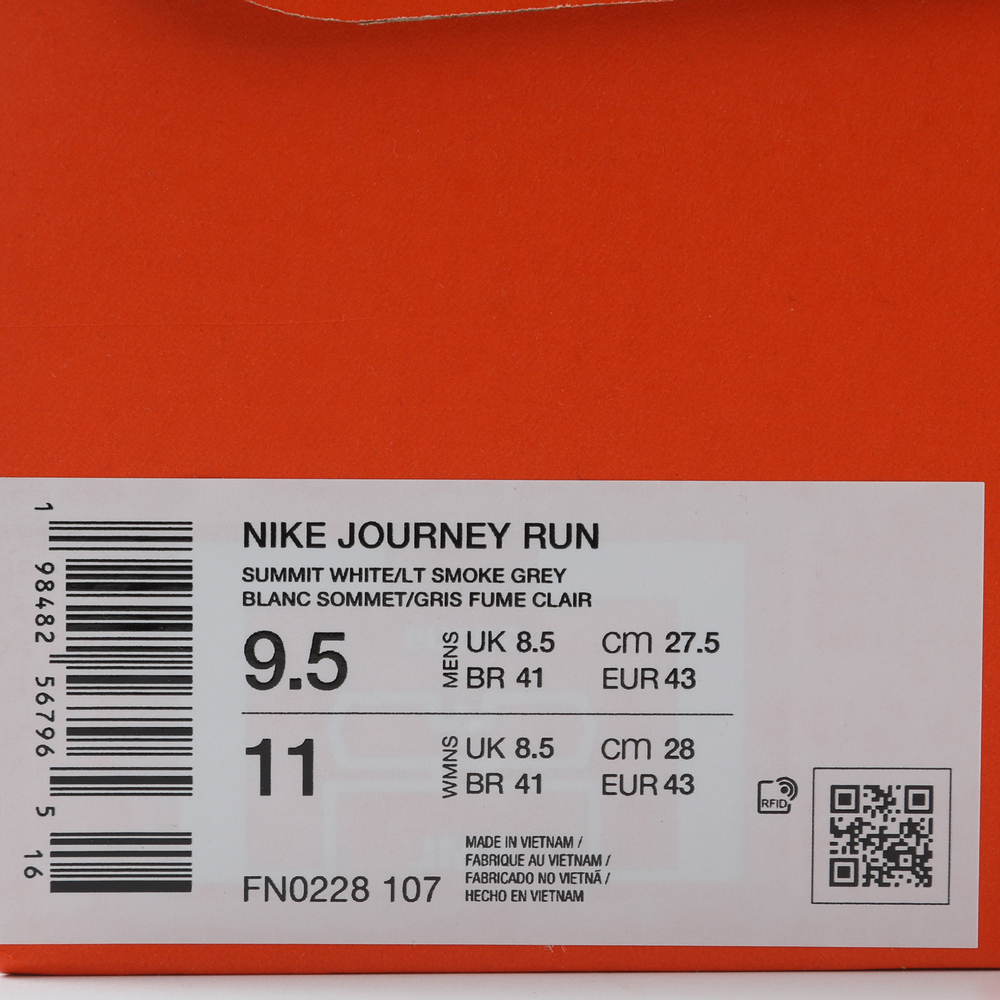 1 98482 56796 5 16
NIKE JOURNEY RUN
SUMMIT WHITE/LT SMOKE GREY
BLANC SOMMET/GRIS FUME CLAIR
9.5 MENS UK 8.5 CM 27.5
BR 41 EUR 43
11 WMNS UK 8.5 CM 28
BR 41 EUR 43
RFID
FN0228 107
MADE IN VIETNAM /
FABRIQUE AU VIETNAM /
FABRICADO NO VIETNÃ /
HECHO EN VIETNAM